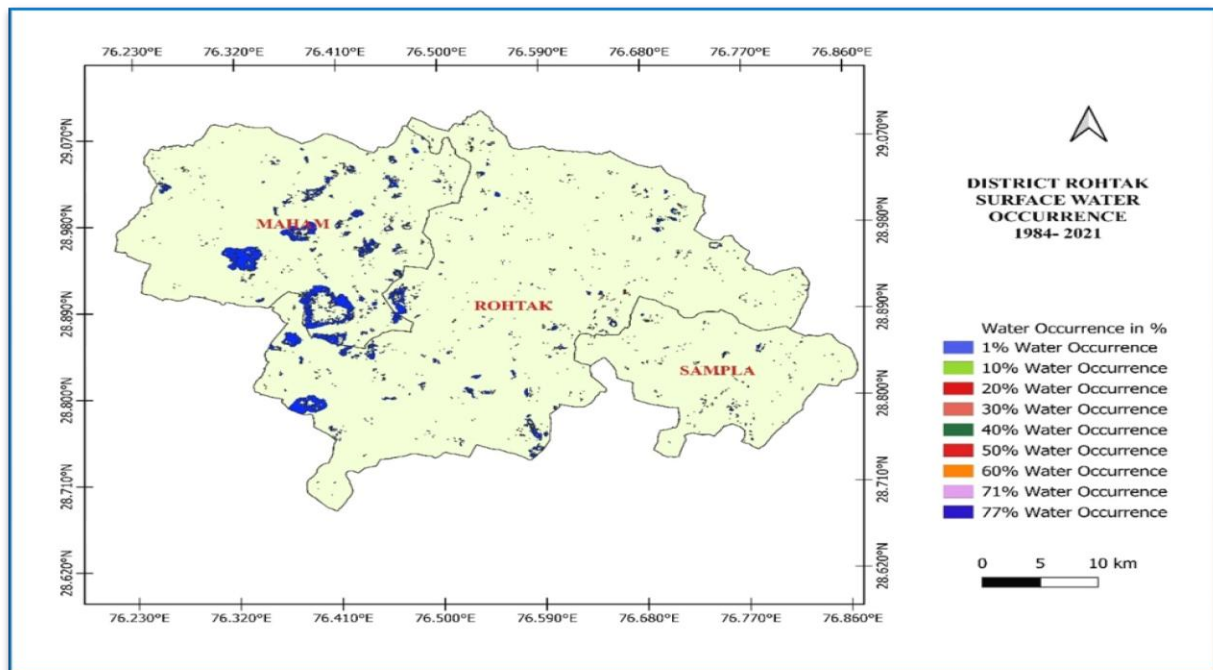 76.230°E 76.320°E 76.410°E 76.500°E 76.590°E 76.680°E 76.770°E 76.860°E
29.070°N 29.070°N
28.980°N 28.980°N
28.890°N 28.890°N
28.800°N 28.800°N
28.710°N 28.710°N
28.620°N 28.620°N
MAHAM
ROHTAK
SAMPLA
76.230°E 76.320°E 76.410°E 76.500°E 76.590°E 76.680°E 76.770°E 76.860°E
DISTRICT ROHTAK
SURFACE WATER
OCCURRENCE
1984- 2021
Water Occurrence in %
1% Water Occurrence
10% Water Occurrence
20% Water Occurrence
30% Water Occurrence
40% Water Occurrence
50% Water Occurrence
60% Water Occurrence
71% Water Occurrence
77% Water Occurrence
0 5 10 km